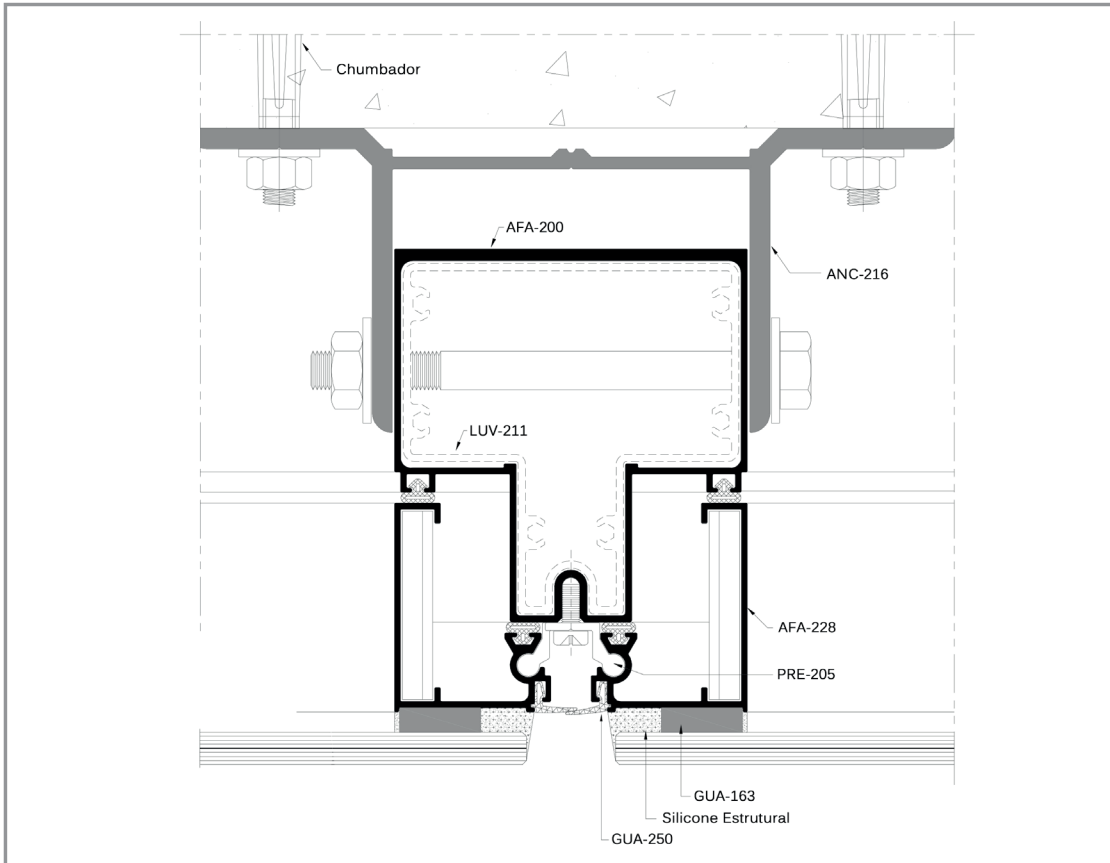 Chumbador
AFA-200
ANC-216
LUV-211
AFA-228
PRE-205
GUA-163
Silicone Estrutural
GUA-250